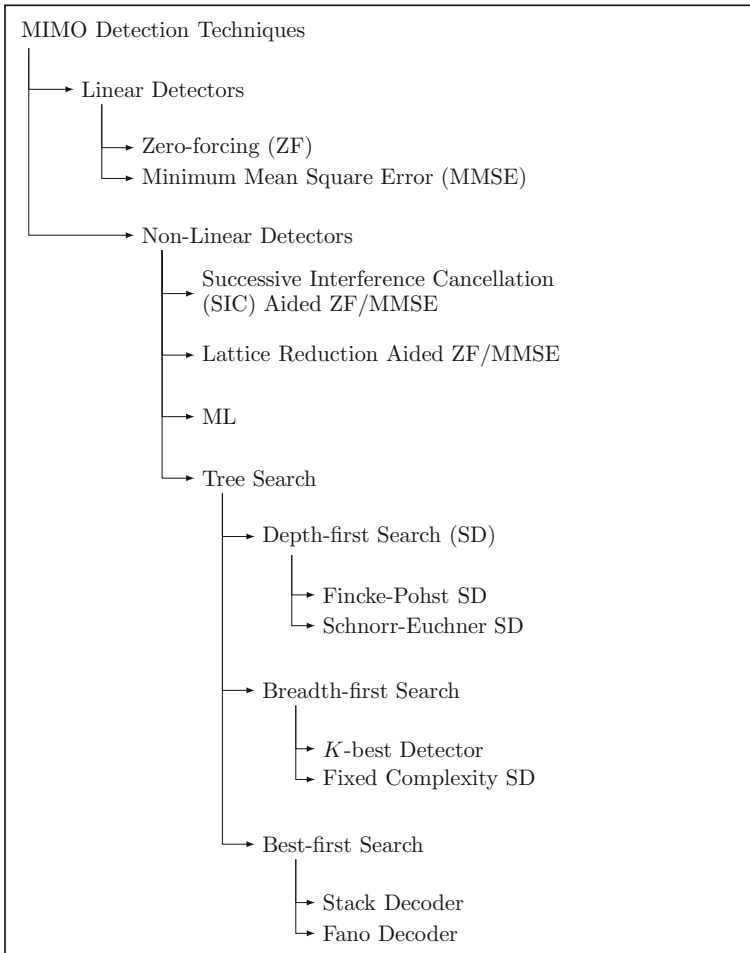 MIMO Detection Techniques
Linear Detectors
Zero-forcing (ZF)
Minimum Mean Square Error (MMSE)
Non-Linear Detectors
Successive Interference Cancellation
(SIC) Aided ZF/MMSE
Lattice Reduction Aided ZF/MMSE
ML
Tree Search
Depth-first Search (SD)
Fincke-Pohst SD
Schnorr-Euchner SD
Breadth-first Search
K-best Detector
Fixed Complexity SD
Best-first Search
Stack Decoder
Fano Decoder